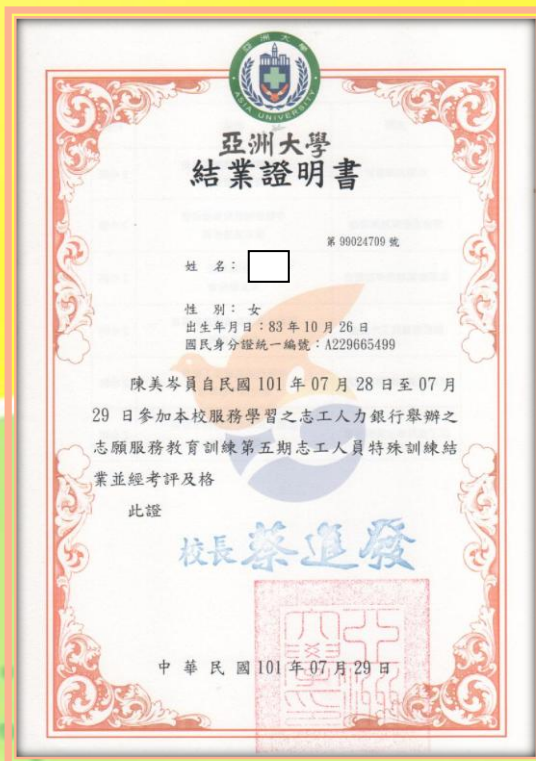 亞洲大學
ASIA UNIVERSITY
亞洲大學
結業證明書
第 99024709 號
姓 名：
性 別：女
出生年月日：83 年 10 月 26 日
國民身分證統一編號：A229665499
陳美岑員自民國 101 年 07 月 28 日至 07 月
29 日參加本校服務學習之志工人力銀行舉辦之
志願服務教育訓練第五期志工人員特殊訓練結
業並經考評及格
此證
校長 蔡進發
中 華 民 國 101 年 07 月 29 日